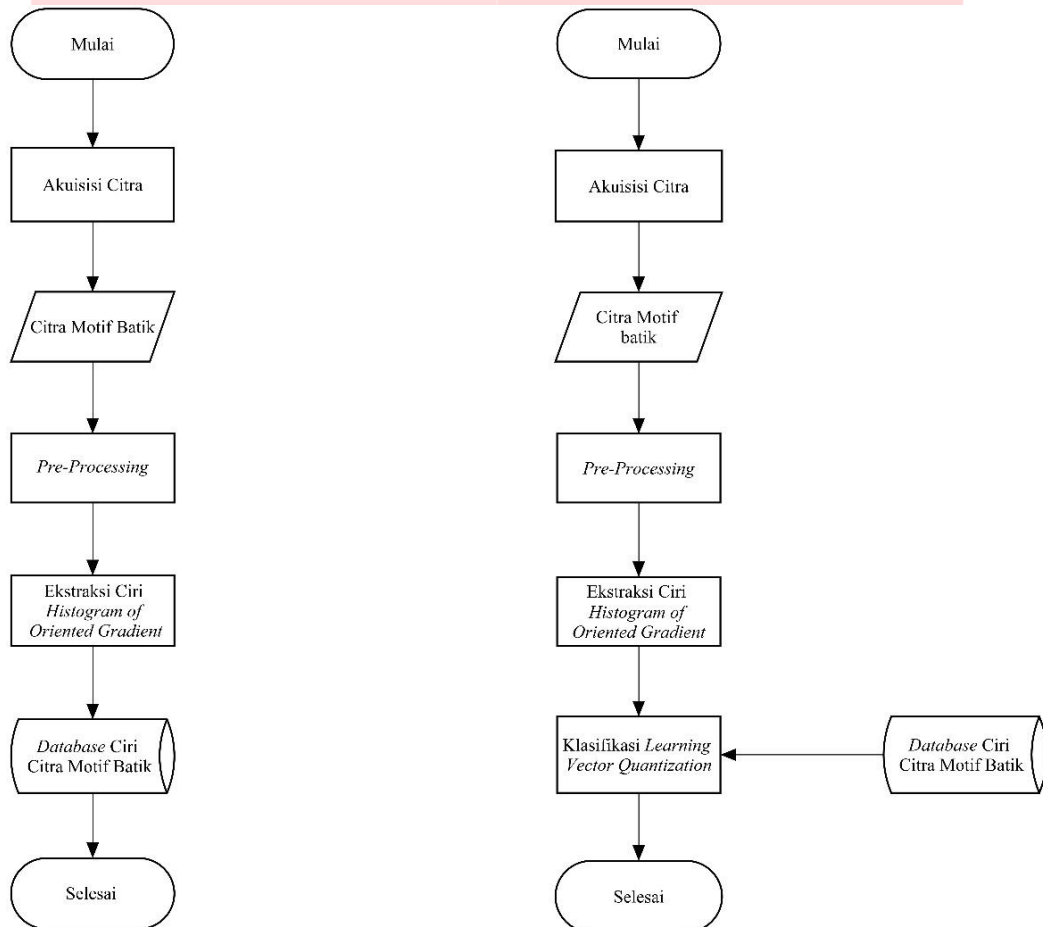 Mulai
Akuisisi Citra
Citra Motif Batik
Pre-Processing
Ekstraksi Ciri
Histogram of
Oriented Gradient
Database Ciri
Citra Motif Batik
Selesai
Mulai
Akuisisi Citra
Citra Motif
batik
Pre-Processing
Ekstraksi Ciri
Histogram of
Oriented Gradient
Klasifikasi Learning
Vector Quantization
Database Ciri
Citra Motif Batik
Selesai